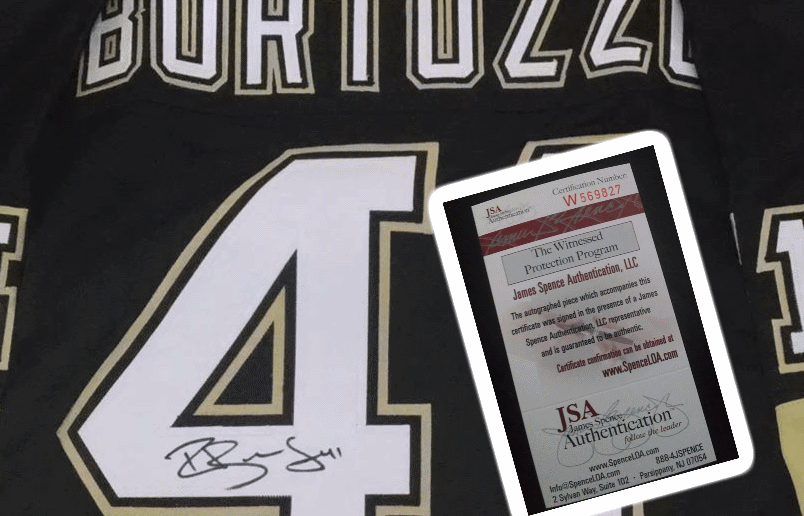 BORTUZZO
4
41
JSA
Authentication
Certification Number:
W569827
The Witnessed
Protection Program
James Spence Authentication, LLC
The autographed piece which accompanies this
certificate was signed in the presence of a James
Spence Authentication, LLC representative
and is guaranteed to be authentic.
Certificate confirmation can be obtained at
www.SpenceLOA.com
JSA
James Spence
Authentication
follow the leader
www.SpenceLOA.com
Info@SpenceLOA.com 888-4JSPENCE
2 Sylvan Way, Suite 102 · Parsippany, NJ 07054